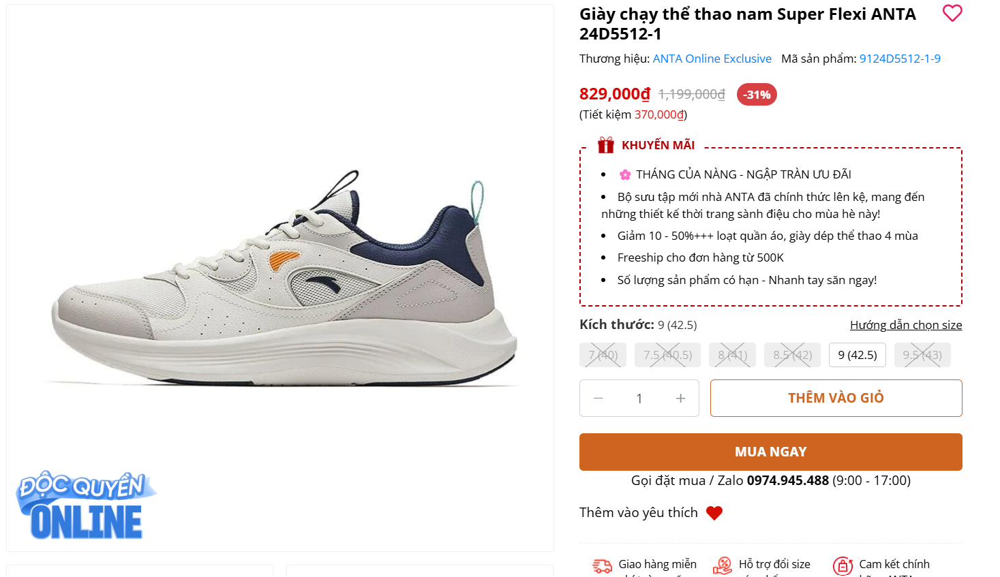 Giày chạy thể thao nam Super Flexi ANTA
24D5512-1
Thương hiệu: ANTA Online Exclusive Mã sản phẩm: 9124D5512-1-9
829,000₫ 1,199,000₫ -31%
(Tiết kiệm 370,000₫)
KHUYẾN MÃI
THÁNG CỦA NÀNG - NGẬP TRÀN ƯU ĐÃI
Bộ sưu tập mới nhà ANTA đã chính thức lên kệ, mang đến
những thiết kế thời trang sành điệu cho mùa hè này!
Giảm 10 - 50%+++ loạt quần áo, giày dép thể thao 4 mùa
Freeship cho đơn hàng từ 500K
Số lượng sản phẩm có hạn - Nhanh tay săn ngay!
Kích thước: 9 (42.5) Hướng dẫn chọn size
7 (40) 7.5 (40.5) 8 (41) 8.5 (42) 9 (42.5) 9.5 (43)
1 THÊM VÀO GIỎ
MUA NGAY
Gọi đặt mua / Zalo 0974.945.488 (9:00 - 17:00)
Thêm vào yêu thích
Giao hàng miễn Hỗ trợ đổi size Cam kết chính
ĐỘC QUYỀN
ONLINE